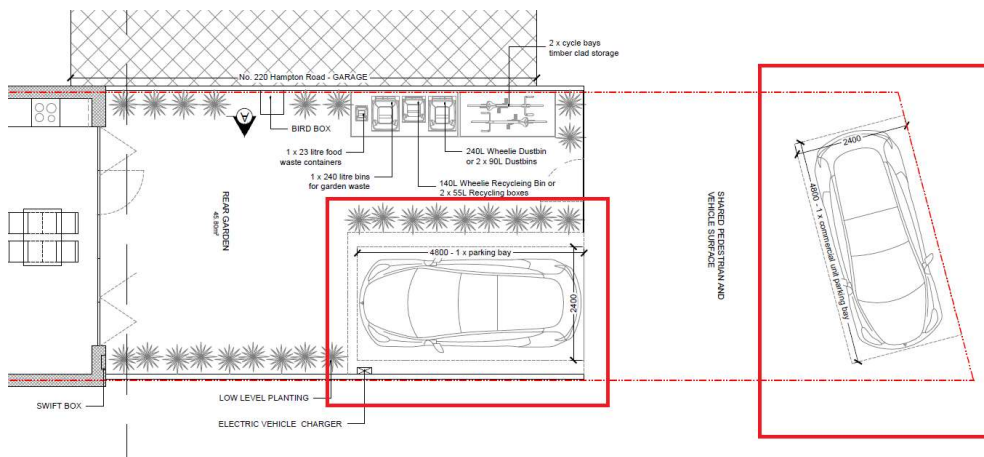 2 x cycle bays
timber clad storage
No. 220 Hampton Road - GARAGE
A
BIRD BOX
1 x 23 litre food
waste containers
240L Wheelie Dustbin
or 2 x 90L Dustbins
1 x 240 litre bins
for garden waste
140L Wheelie Recycleing Bin or
2 x 55L Recycling boxes
REAR GARDEN
45.80m²
4800 - 1 x parking bay
2400
SHARED PEDESTRIAN AND
VEHICLE SURFACE
2400
4800 - 1 x commercial unit parking bay
SWIFT BOX
LOW LEVEL PLANTING
ELECTRIC VEHICLE CHARGER